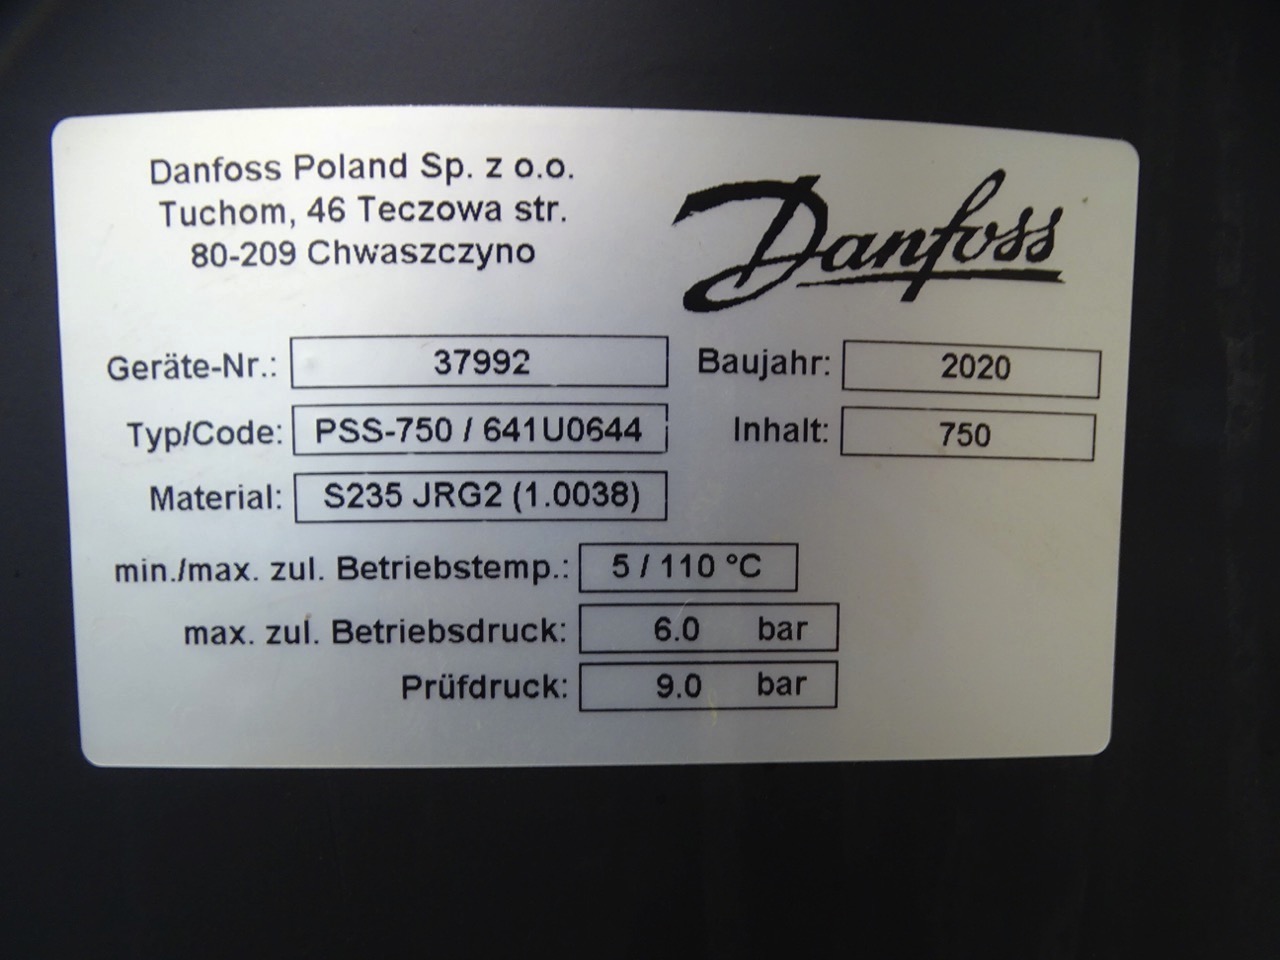 Danfoss Poland Sp. z o.o.
Tuchom, 46 Teczowa str.
80-209 Chwaszczyno
Danfoss
Geräte-Nr.: 37992
Baujahr: 2020
Typ/Code: PSS-750 / 641U0644
Inhalt: 750
Material: S235 JRG2 (1.0038)
min./max. zul. Betriebstemp.: 5 / 110 °C
max. zul. Betriebsdruck: 6.0 bar
Prüfdruck: 9.0 bar